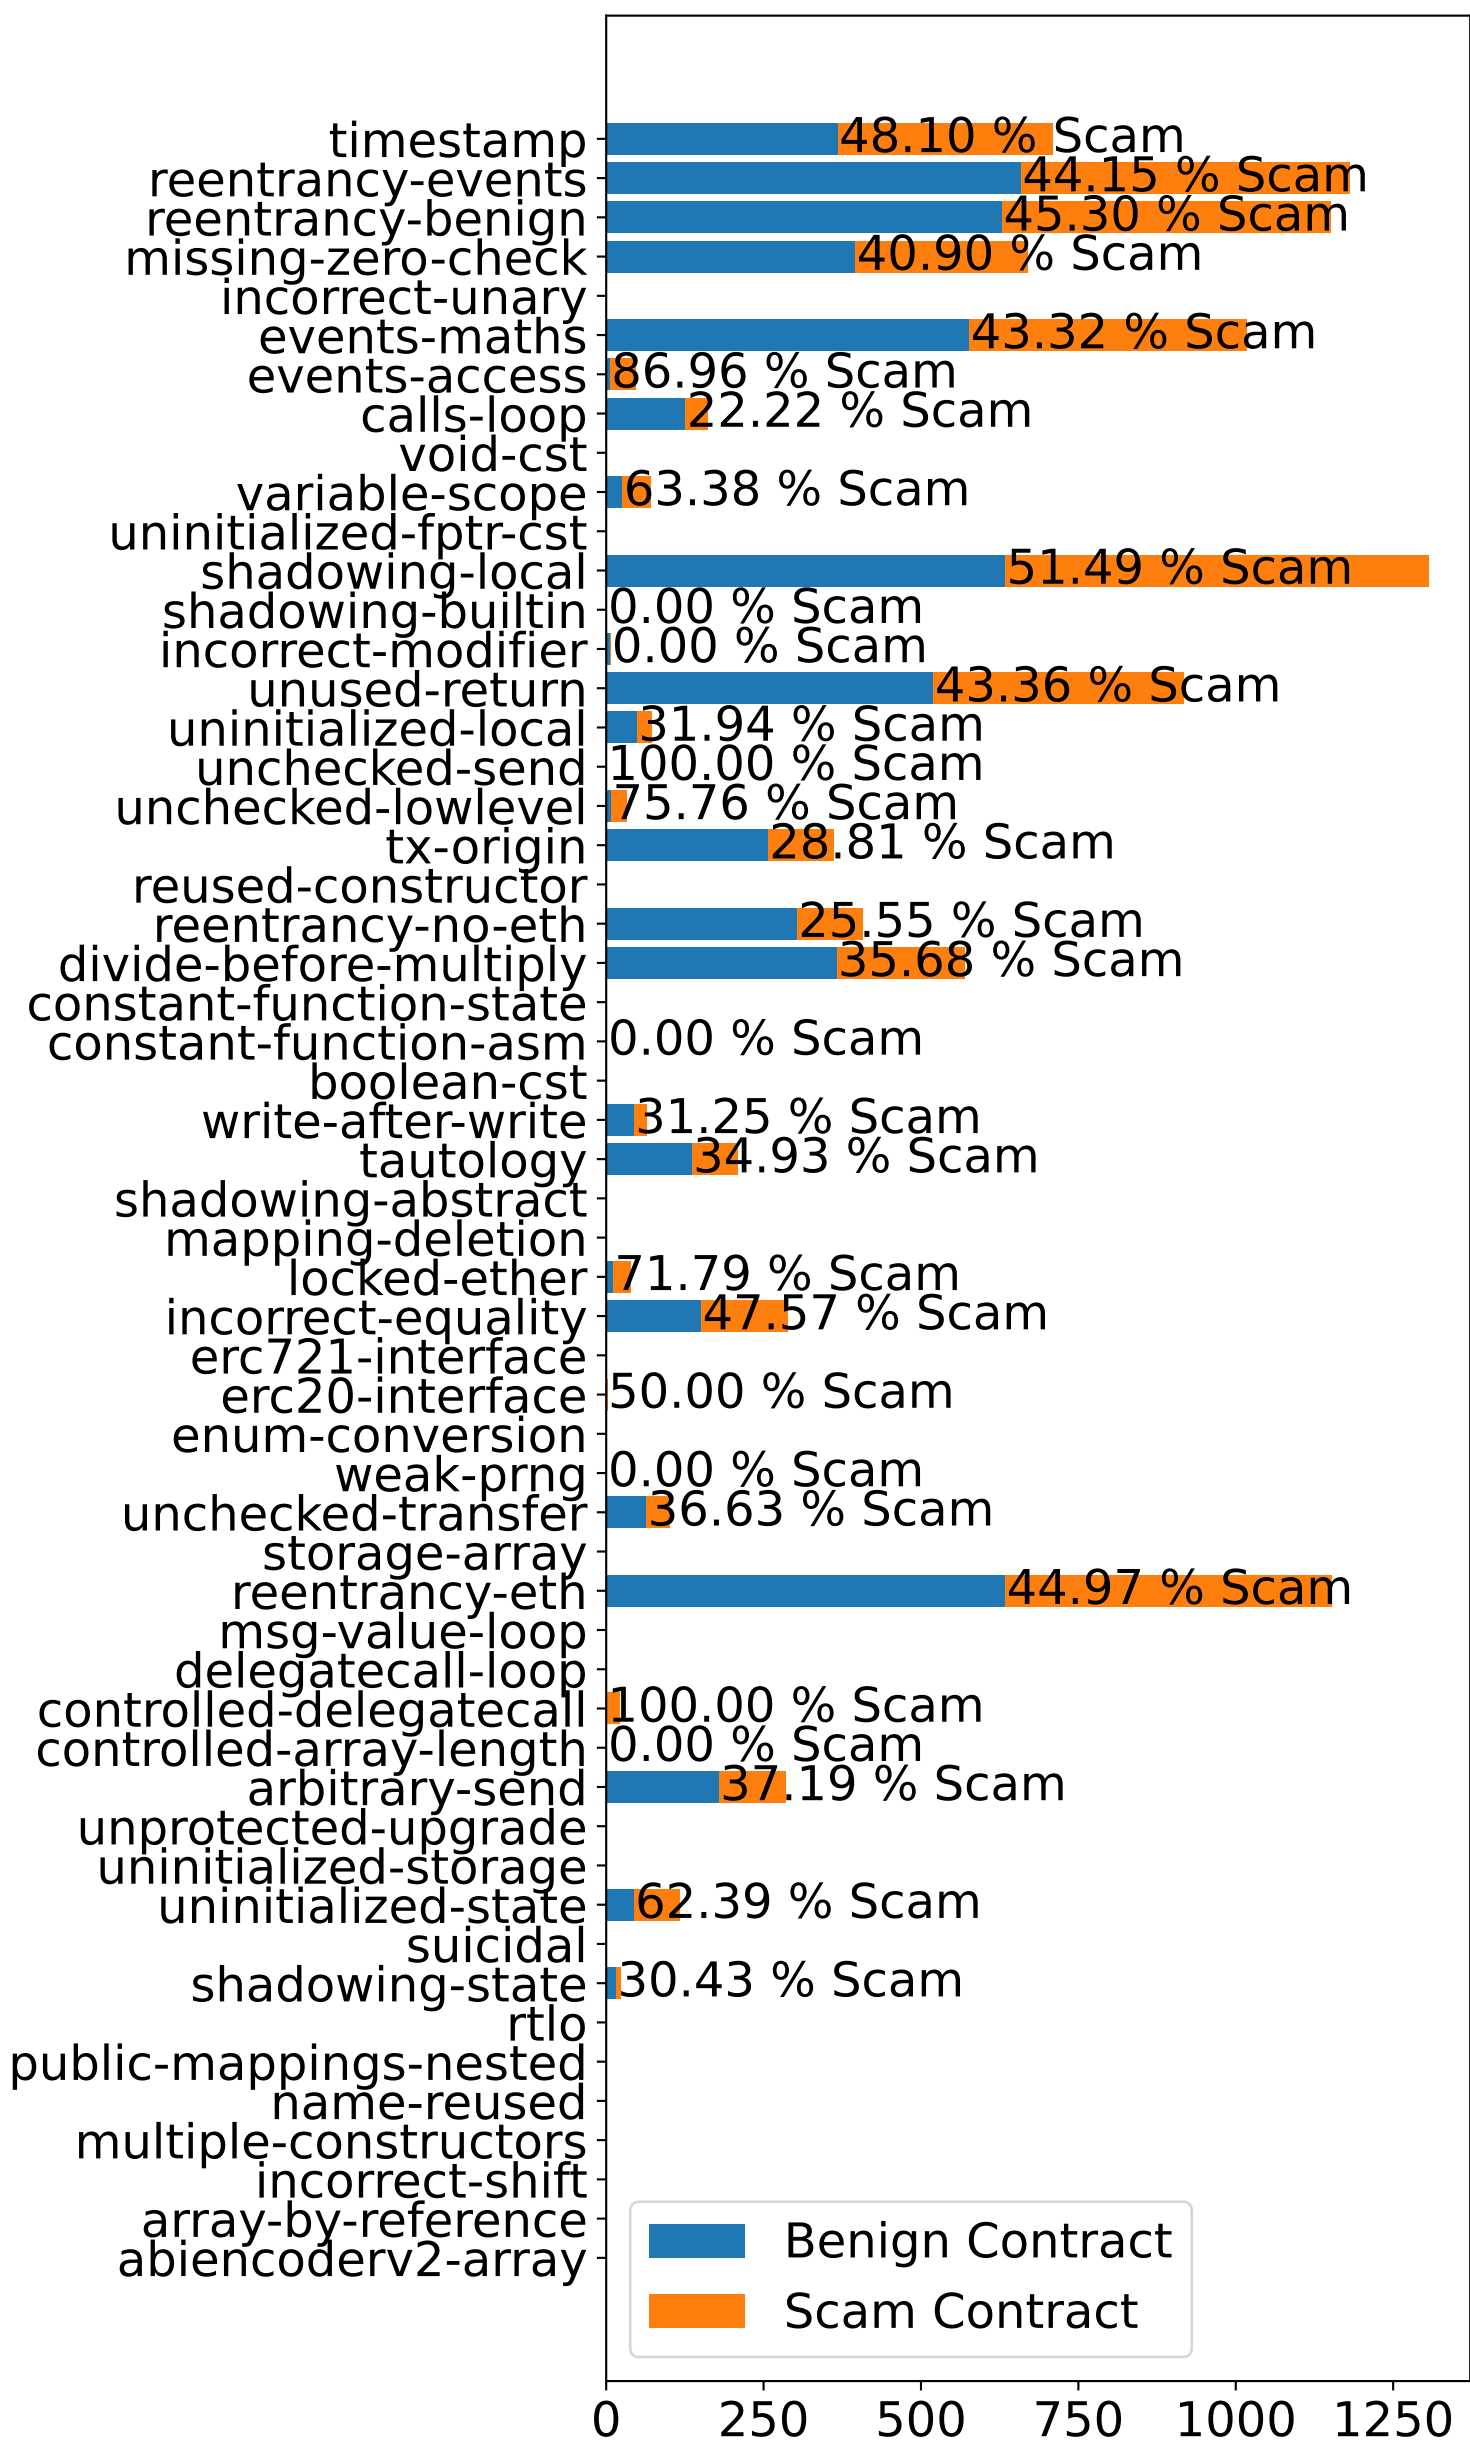 timestamp 48.10 % Scam
reentrancy-events 44.15 % Scam
reentrancy-benign 45.30 % Scam
missing-zero-check 40.90 % Scam
incorrect-unary
events-maths 43.32 % Scam
events-access 86.96 % Scam
calls-loop 22.22 % Scam
void-cst
variable-scope 63.38 % Scam
uninitialized-fptr-cst
shadowing-local 51.49 % Scam
shadowing-builtin 0.00 % Scam
incorrect-modifier 0.00 % Scam
unused-return 43.36 % Scam
uninitialized-local 31.94 % Scam
unchecked-send 100.00 % Scam
unchecked-lowlevel 75.76 % Scam
tx-origin 28.81 % Scam
reused-constructor
reentrancy-no-eth 25.55 % Scam
divide-before-multiply 35.68 % Scam
constant-function-state
constant-function-asm 0.00 % Scam
boolean-cst
write-after-write 31.25 % Scam
tautology 34.93 % Scam
shadowing-abstract
mapping-deletion
locked-ether 71.79 % Scam
incorrect-equality 47.57 % Scam
erc721-interface
erc20-interface 50.00 % Scam
enum-conversion
weak-prng 0.00 % Scam
unchecked-transfer 36.63 % Scam
storage-array
reentrancy-eth 44.97 % Scam
msg-value-loop
delegatecall-loop
controlled-delegatecall 100.00 % Scam
controlled-array-length 0.00 % Scam
arbitrary-send 37.19 % Scam
unprotected-upgrade
uninitialized-storage
uninitialized-state 62.39 % Scam
suicidal
shadowing-state 30.43 % Scam
rtlo
public-mappings-nested
name-reused
multiple-constructors
incorrect-shift
array-by-reference
abiencoderv2-array
Benign Contract
Scam Contract
0 250 500 750 1000 1250